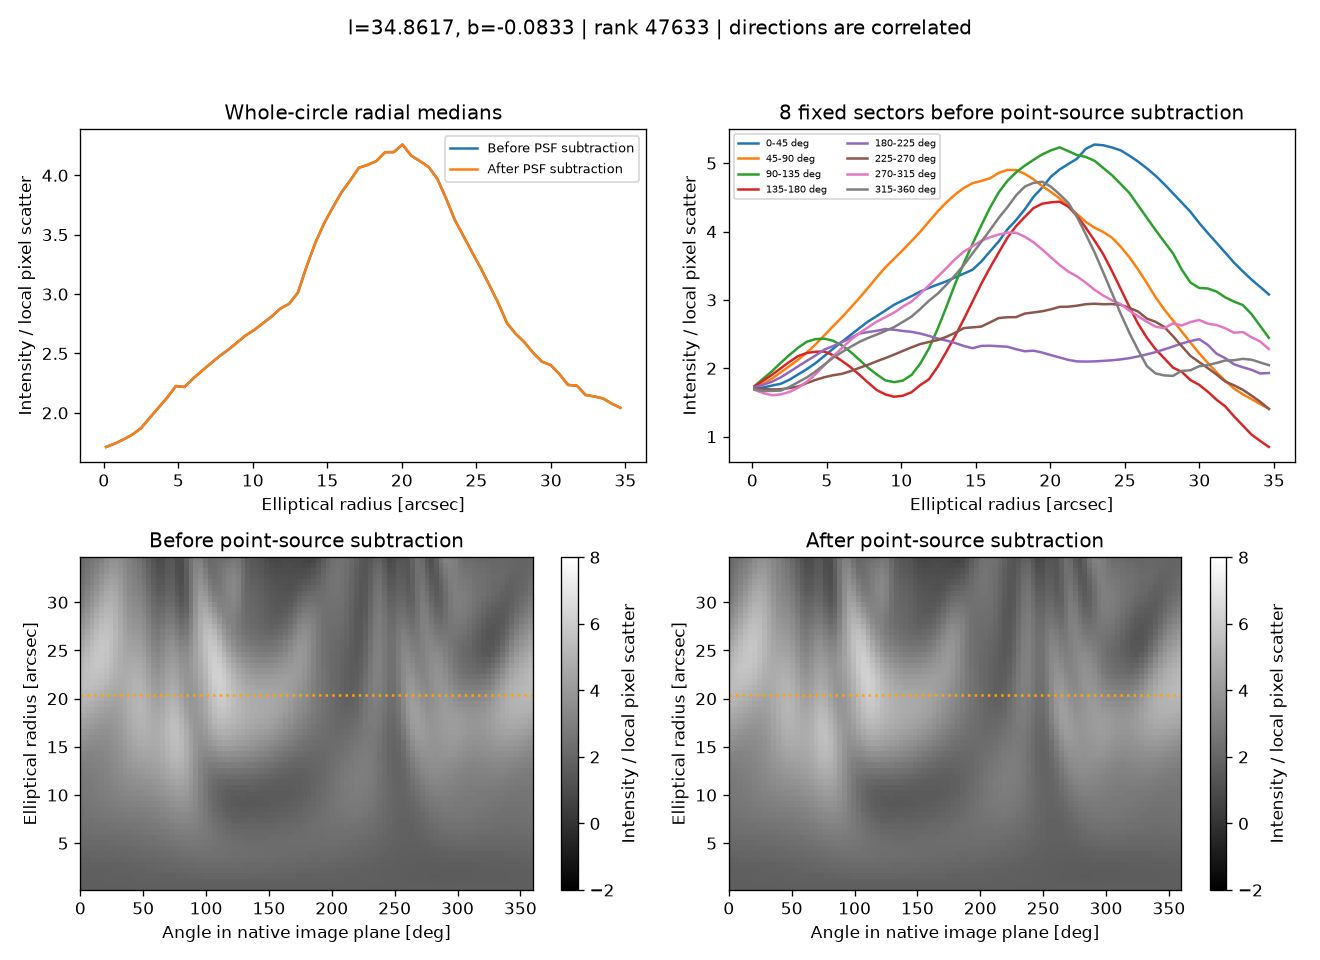 l=34.8617, b=-0.0833 | rank 47633 | directions are correlated
Whole-circle radial medians
Intensity / local pixel scatter
4.0
3.5
3.0
2.5
2.0
Before PSF subtraction
After PSF subtraction
0 5 10 15 20 25 30 35
Elliptical radius [arcsec]
8 fixed sectors before point-source subtraction
Intensity / local pixel scatter
5
4
3
2
1
0-45 deg
45-90 deg
90-135 deg
135-180 deg
180-225 deg
225-270 deg
270-315 deg
315-360 deg
0 5 10 15 20 25 30 35
Elliptical radius [arcsec]
Before point-source subtraction
Elliptical radius [arcsec]
30
25
20
15
10
5
0 50 100 150 200 250 300 350
Angle in native image plane [deg]
8
6
4
2
0
−2
Intensity / local pixel scatter
After point-source subtraction
Elliptical radius [arcsec]
30
25
20
15
10
5
0 50 100 150 200 250 300 350
Angle in native image plane [deg]
8
6
4
2
0
−2
Intensity / local pixel scatter